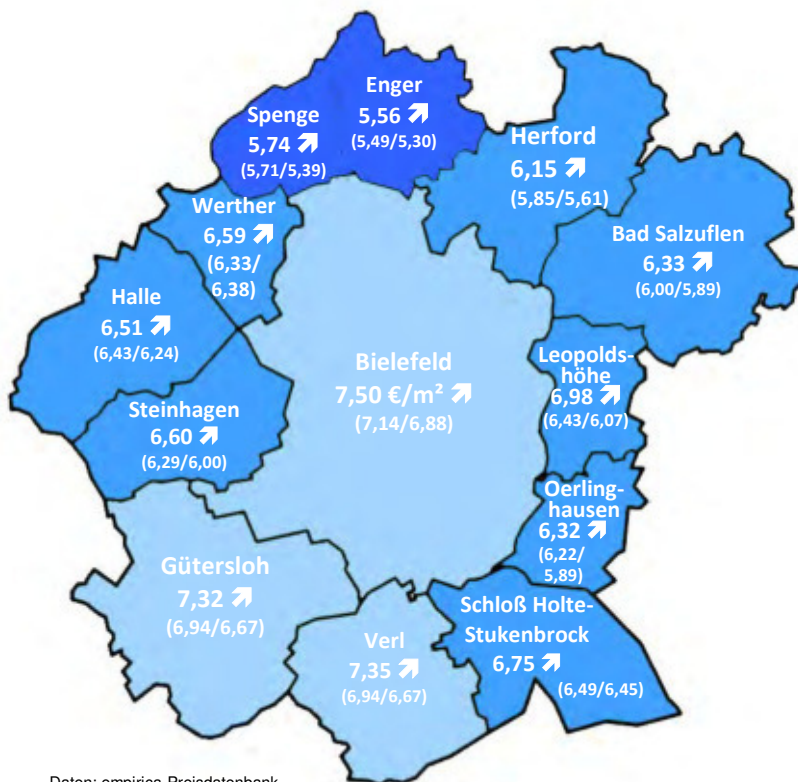 Enger
5,56
(5,49/5,30)
Spenge
5,74
(5,71/5,39)
Herford
6,15
(5,85/5,61)
Werther
6,59
(6,33/
6,38)
Bad Salzuflen
6,33
(6,00/5,89)
Halle
6,51
(6,43/6,24)
Bielefeld
7,50 €/m²
(7,14/6,88)
Leopolds-
höhe
6,98
(6,43/6,07)
Steinhagen
6,60
(6,29/6,00)
Oerling-
hausen
6,32
(6,22/
5,89)
Gütersloh
7,32
(6,94/6,67)
Verl
7,35
(6,94/6,67)
Schloß Holte-
Stukenbrock
6,75
(6,49/6,45)
Daten: empirica-Preisdatenbank